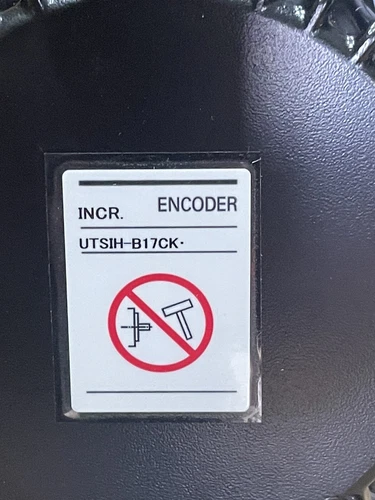 INCR. ENCODER
UTSIH-B17CK·